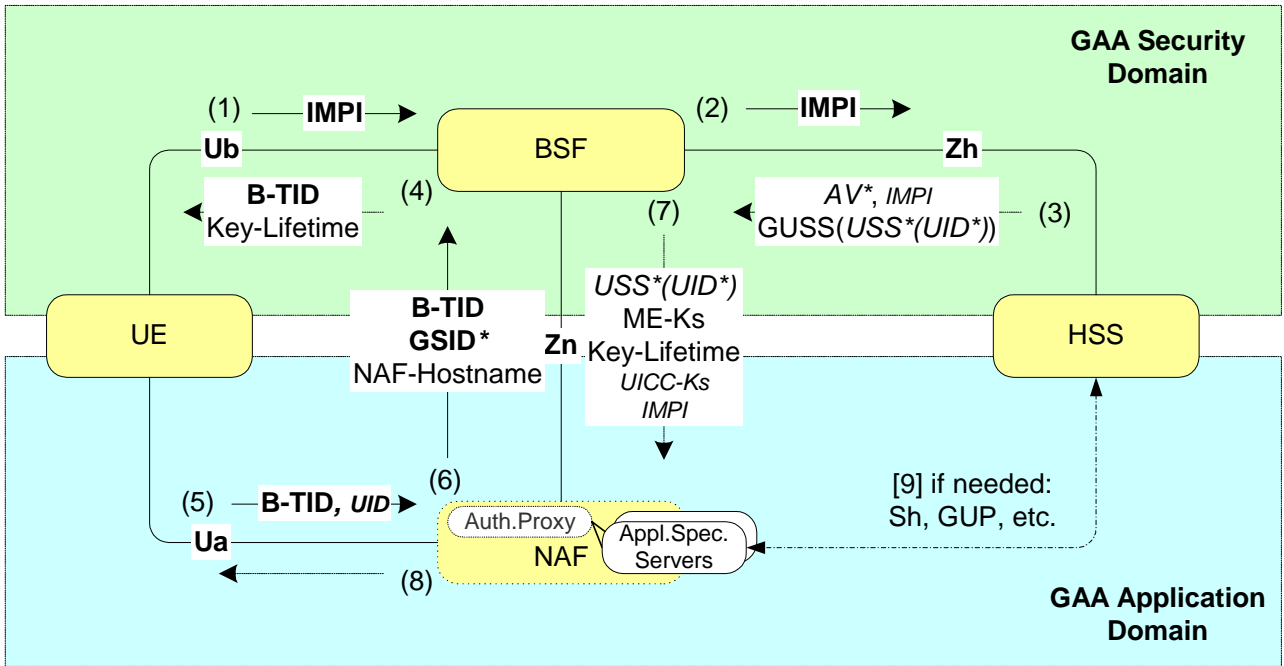 GAA Security
Domain
(1)
IMPI
(2)
IMPI
Ub
BSF
Zh
B-TID
Key-Lifetime
(4)
(7)
AV*, IMPI
GUSS(USS*(UID*))
(3)
UE
B-TID
GSID*
NAF-Hostname
Zn
USS*(UID*)
ME-Ks
Key-Lifetime
UICC-Ks
IMPI
HSS
(5)
B-TID, UID
(6)
[9] if needed:
Sh, GUP, etc.
Ua
Auth.Proxy
NAF
Appl.Spec.
Servers
(8)
GAA Application
Domain